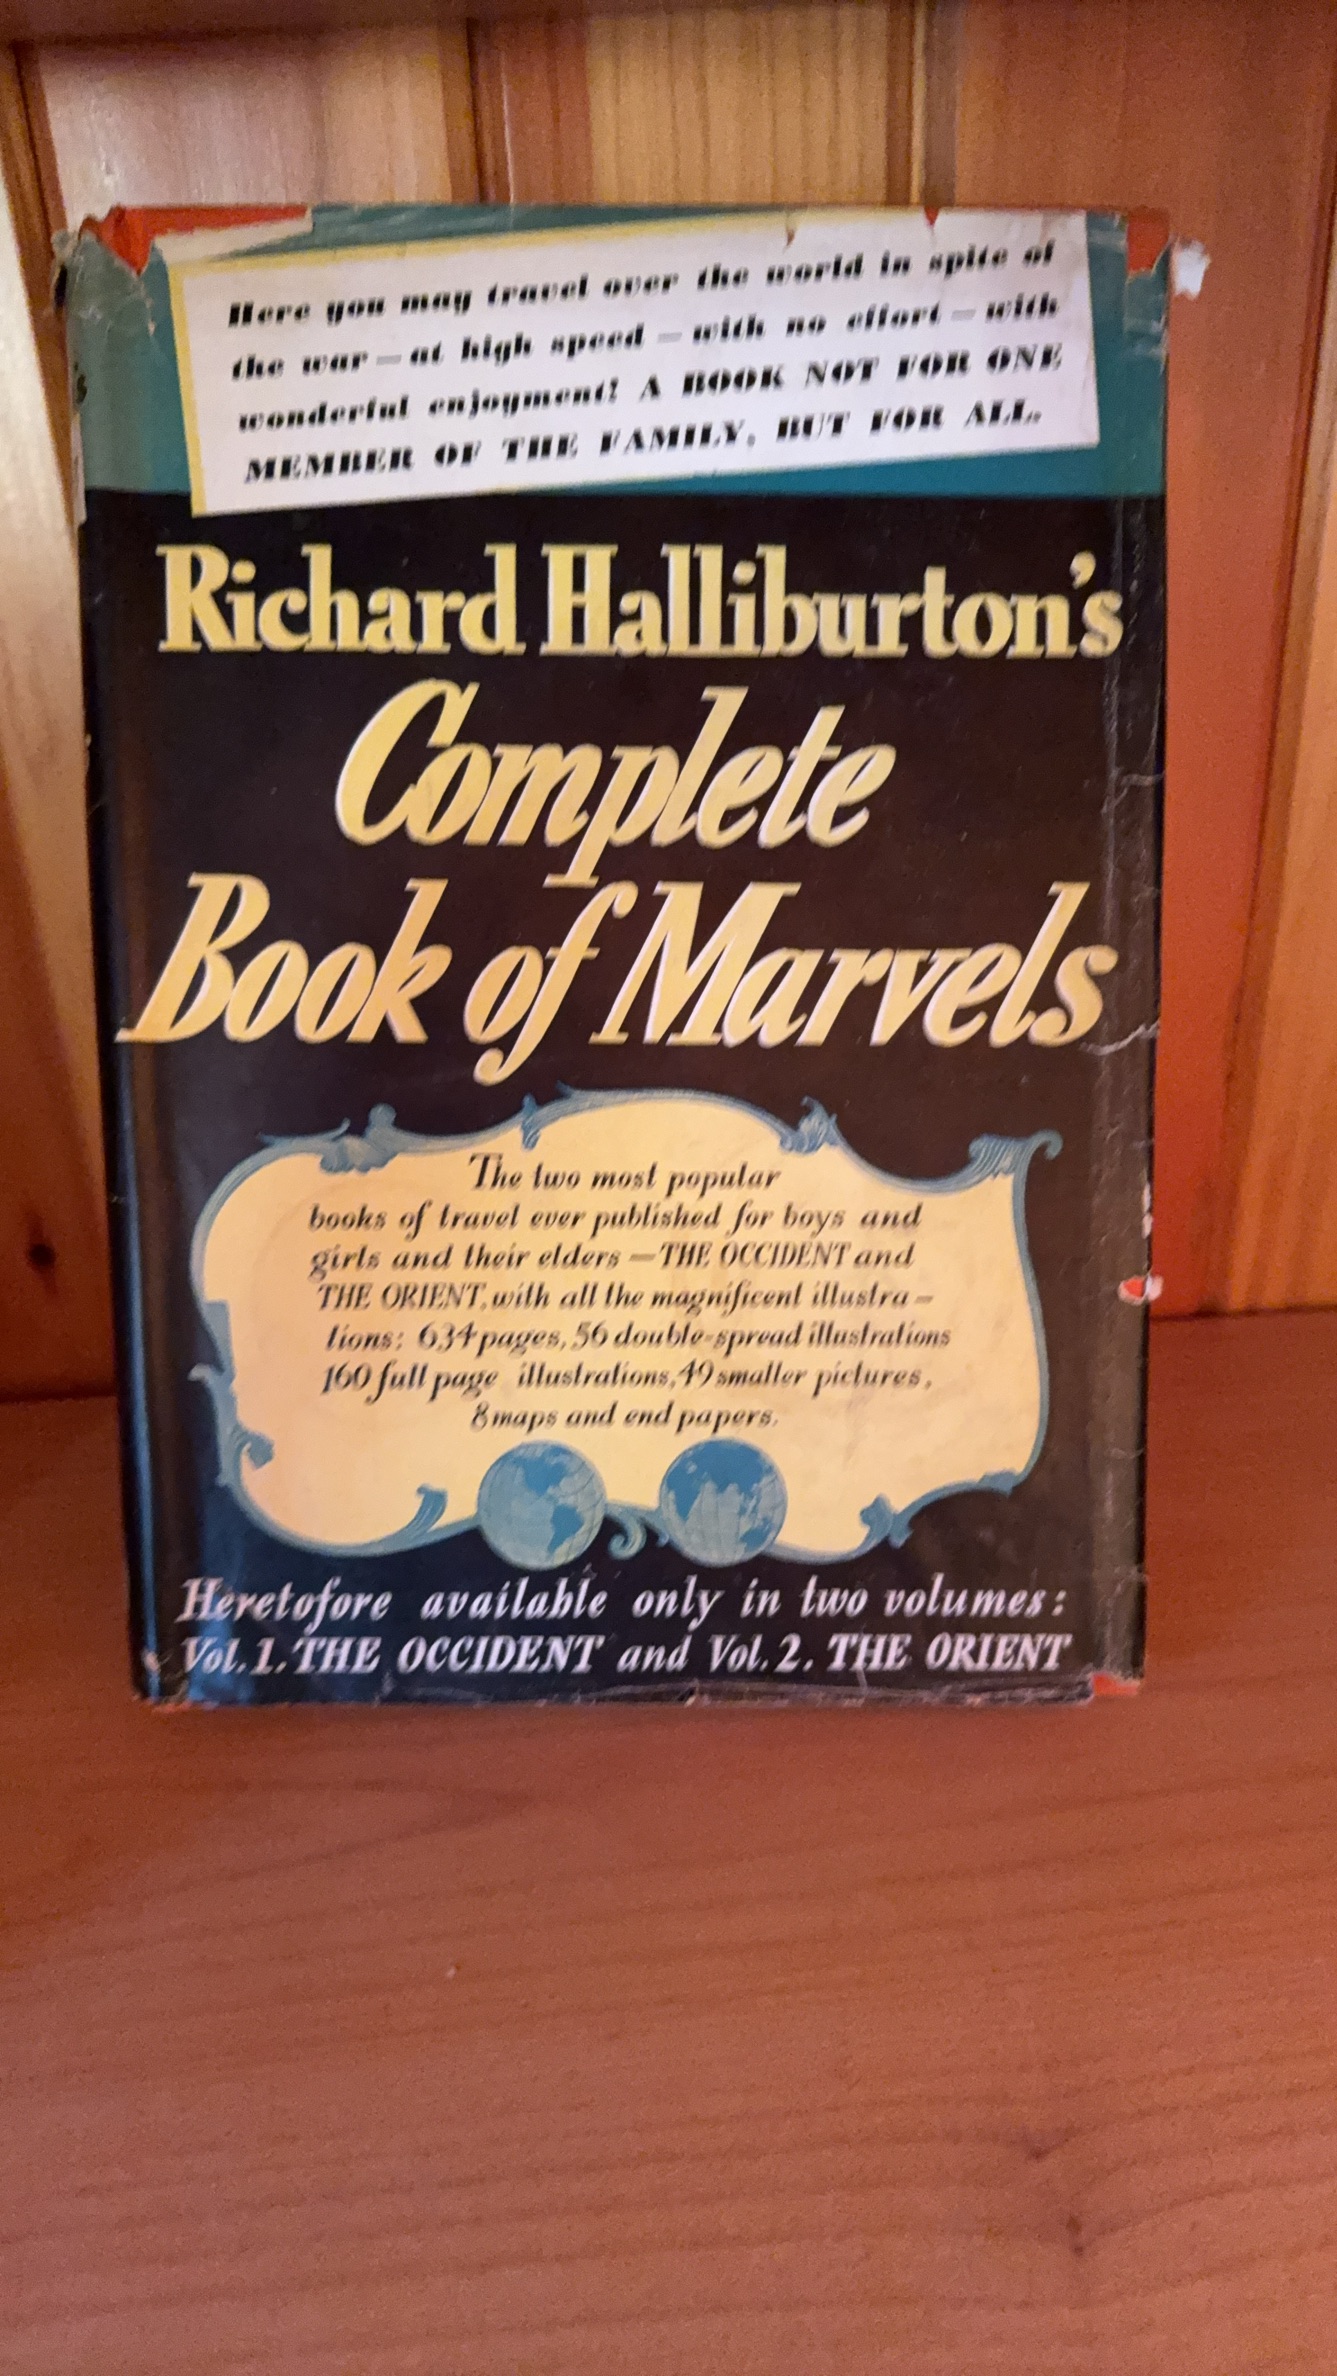 Here you may travel over the world in spite of
the war — at high speed — with no effort — with
wonderful enjoyment! A BOOK NOT FOR ONE
MEMBER OF THE FAMILY, BUT FOR ALL.
Richard Halliburton's
Complete
Book of Marvels
The two most popular
books of travel ever published for boys and
girls and their elders — THE OCCIDENT and
THE ORIENT, with all the magnificent illustra –
tions: 634 pages, 56 double-spread illustrations
160 full page illustrations, 49 smaller pictures,
8 maps and end papers.
Heretofore available only in two volumes:
Vol. 1. THE OCCIDENT and Vol. 2. THE ORIENT